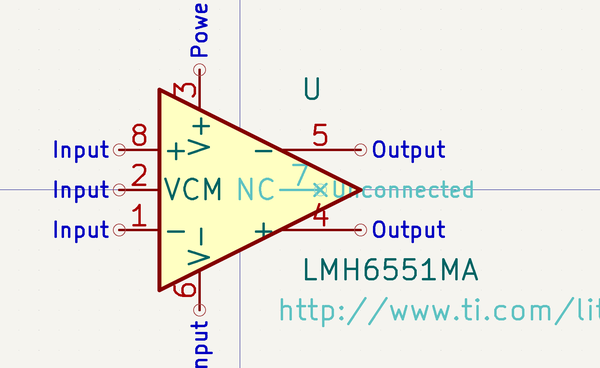 Powe
3
U
8
5
Input
+
V+
−
Output
2
7
Input
VCM
NC
Unconnected
1
4
Input
−
V−
+
Output
LMH6551MA
6
http://www.ti.com/lit
nput